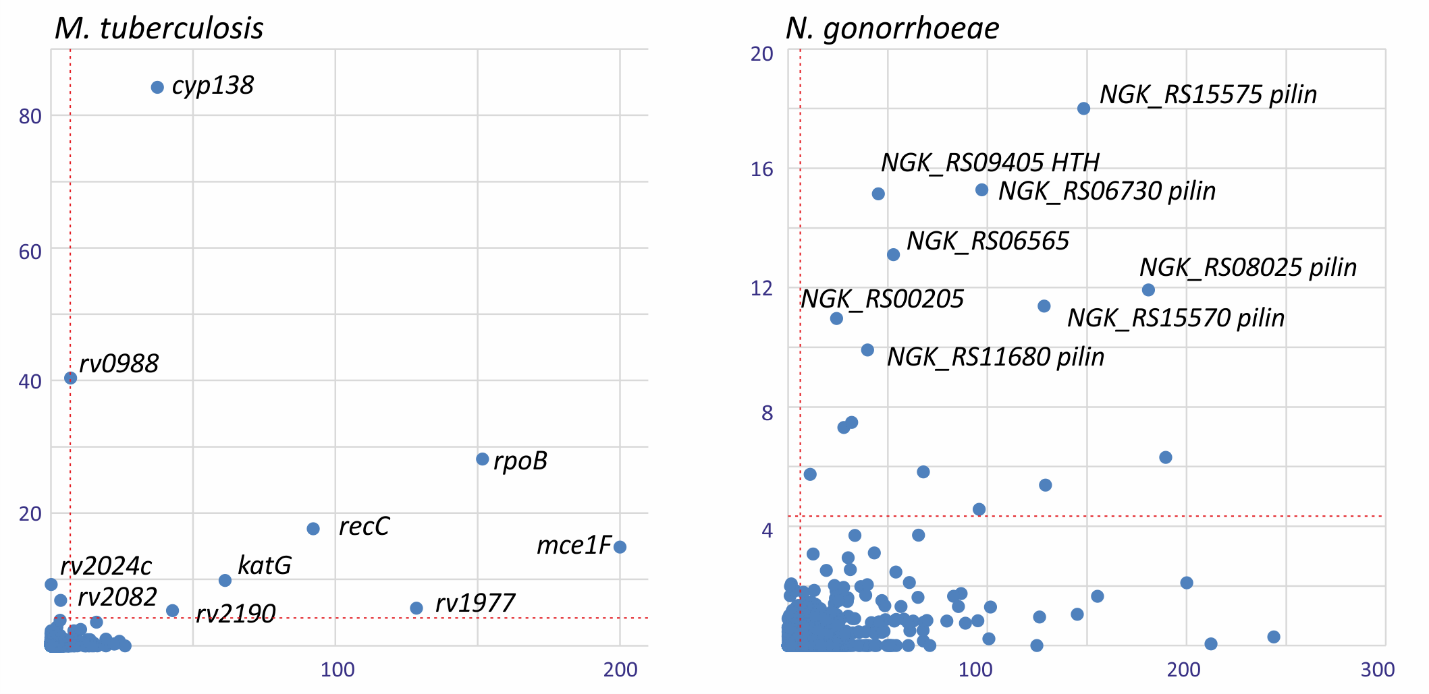 M. tuberculosis
cyp138
80
60
rv0988
40
rpoB
20
recC
mce1F
katG
rv2024c
rv2082
rv1977
rv2190
100
200
N. gonorrhoeae
20
NGK_RS15575 pilin
NGK_RS09405 HTH
16
NGK_RS06730 pilin
NGK_RS06565
NGK_RS08025 pilin
12
NGK_RS00205
NGK_RS15570 pilin
NGK_RS11680 pilin
8
4
100
200
300